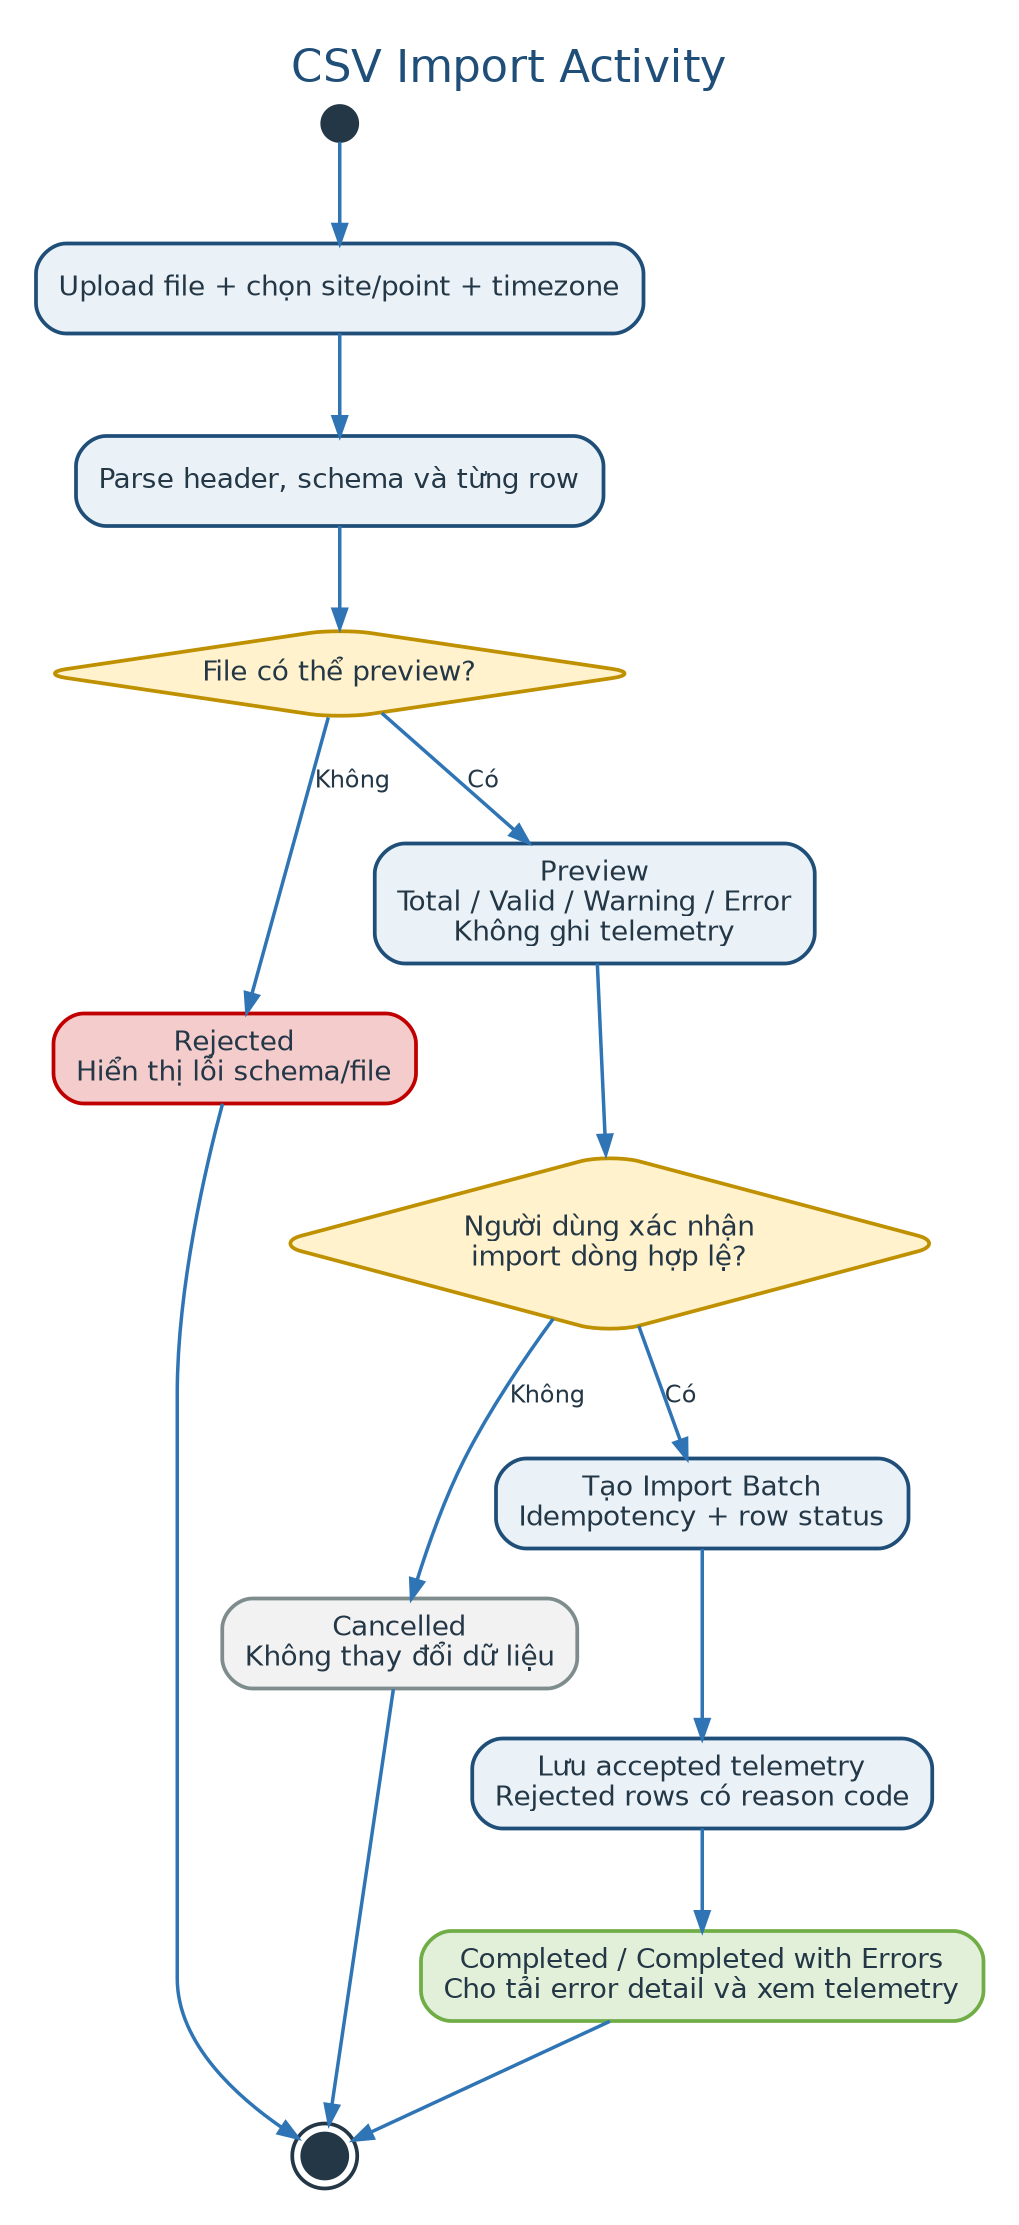 CSV Import Activity
Upload file + chọn site/point + timezone
Parse header, schema và từng row
File có thể preview?
Không
Có
Preview
Total / Valid / Warning / Error
Không ghi telemetry
Rejected
Hiển thị lỗi schema/file
Người dùng xác nhận
import dòng hợp lệ?
Không
Có
Tạo Import Batch
Idempotency + row status
Cancelled
Không thay đổi dữ liệu
Lưu accepted telemetry
Rejected rows có reason code
Completed / Completed with Errors
Cho tải error detail và xem telemetry